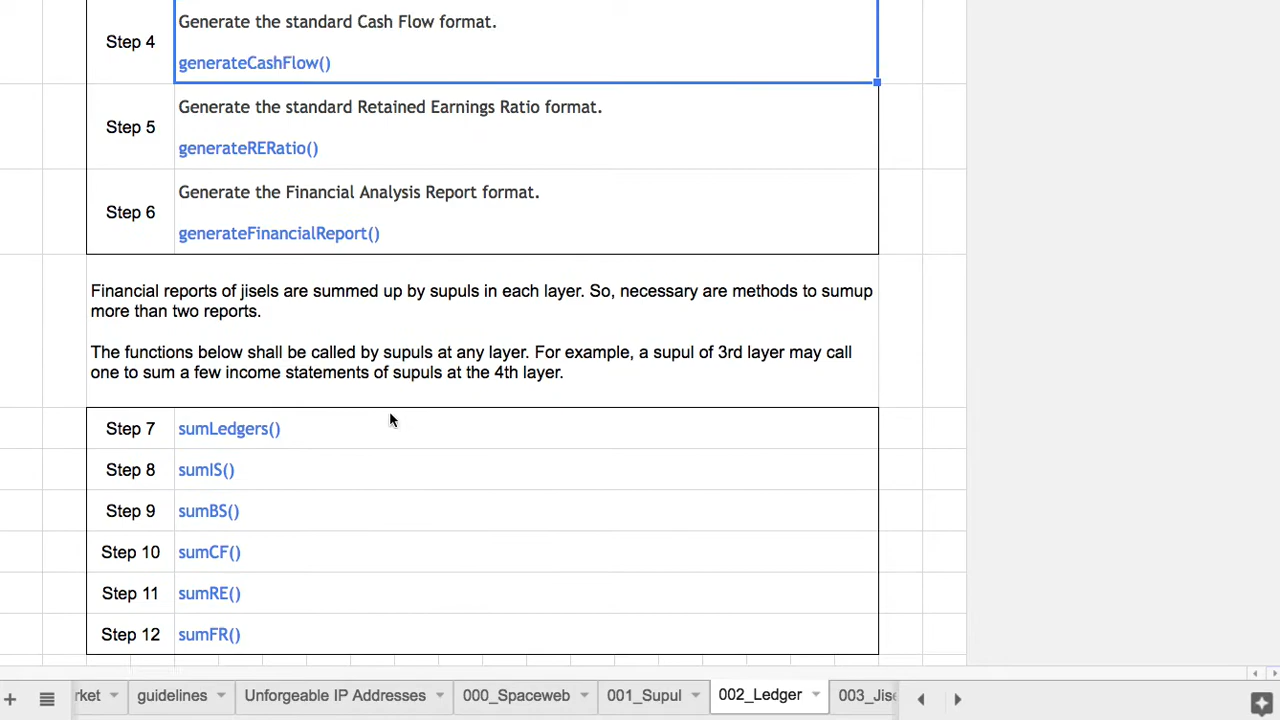 Step 4
Generate the standard Cash Flow format.
generateCashFlow()
Step 5
Generate the standard Retained Earnings Ratio format.
generateRERatio()
Step 6
Generate the Financial Analysis Report format.
generateFinancialReport()
Financial reports of jisels are summed up by supuls in each layer. So, necessary are methods to sumup
more than two reports.
The functions below shall be called by supuls at any layer. For example, a supul of 3rd layer may call
one to sum a few income statements of supuls at the 4th layer.
Step 7 sumLedgers()
Step 8 sumIS()
Step 9 sumBS()
Step 10 sumCF()
Step 11 sumRE()
Step 12 sumFR()
rket guidelines Unforgeable IP Addresses 000_Spaceweb 001_Supul 002_Ledger 003_Jise